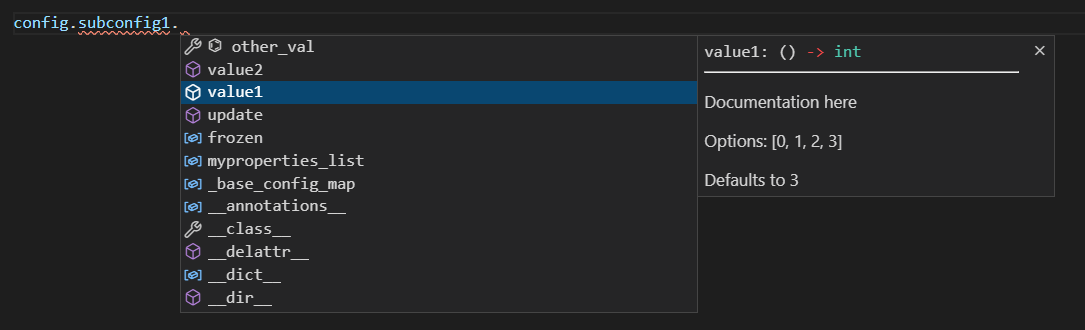 config.subconfig1.
other_val
value2
value1
update
frozen
myproperties_list
_base_config_map
__annotations__
__class__
__delattr__
__dict__
__dir__
value1: () -> int
Documentation here
Options: [0, 1, 2, 3]
Defaults to 3